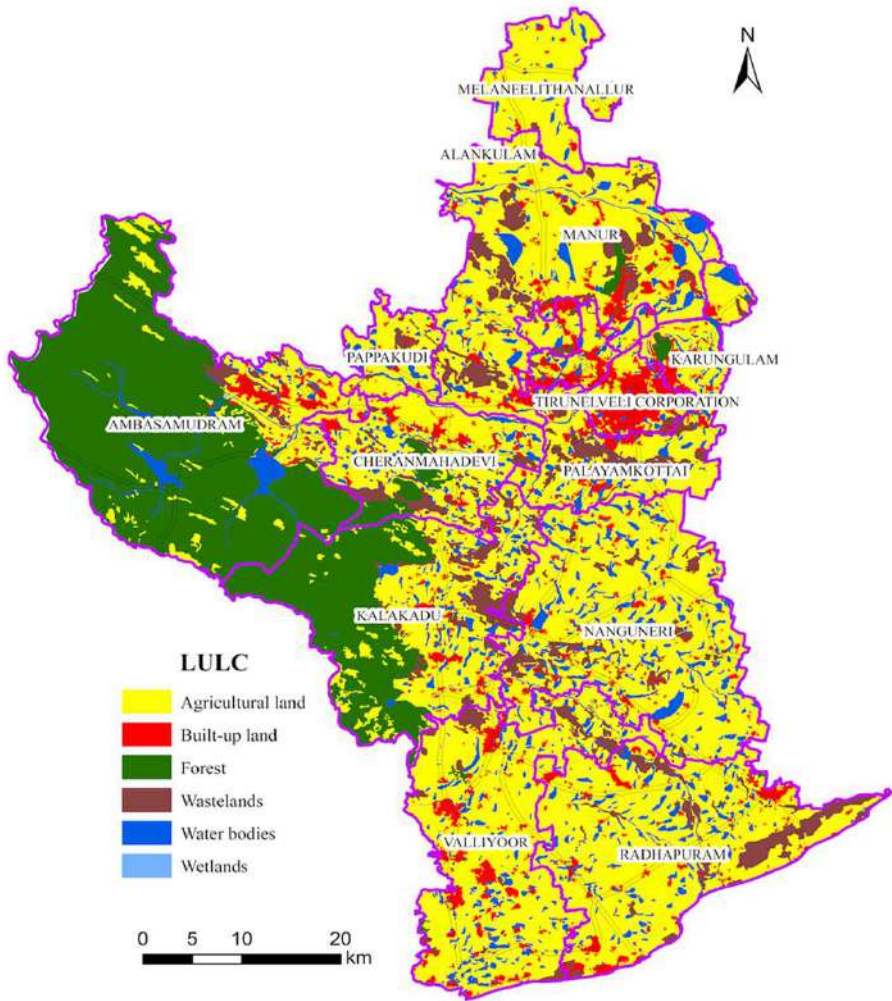 N
MELANEELITHANALLUR
ALANKULAM
MANUR
PAPPAKUDI
KARUNGULAM
TIRUNELVELI CORPORATION
AMBASAMUDRAM
CHERANMAHADEVI
PALAYAMKOTTAI
KALAKADU
NANGUNERI
VALLIYOOR
RADHAPURAM
LULC
Agricultural land
Built-up land
Forest
Wastelands
Water bodies
Wetlands
0 5 10 20
km